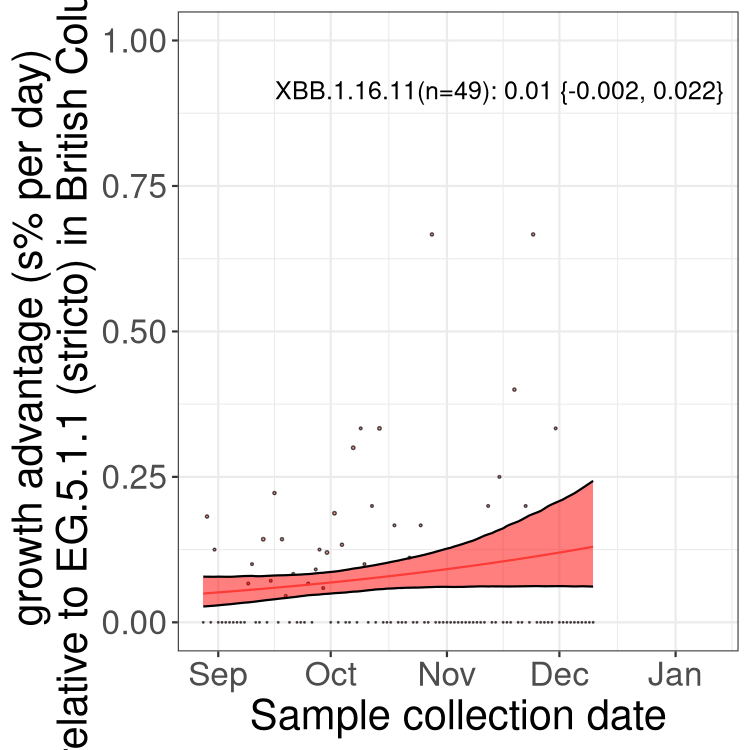 growth advantage (s% per day)
relative to EG.5.1.1 (stricto) in British
1.00
0.75
0.50
0.25
0.00
XBB.1.16.11(n=49): 0.01 {-0.002, 0.022}
Sep Oct Nov Dec Jan
Sample collection date